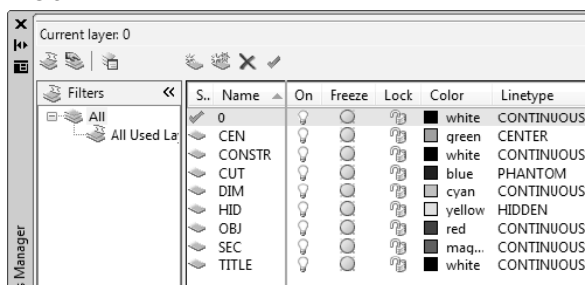 Current layer: 0
Filters
All
All Used La
s Manager
S.. Name On Freeze Lock Color Linetype
0 white CONTINUOUS
CEN green CENTER
CONSTR white CONTINUOUS
CUT blue PHANTOM
DIM cyan CONTINUOUS
HID yellow HIDDEN
OBJ red CONTINUOUS
SEC mag... CONTINUOUS
TITLE white CONTINUOUS